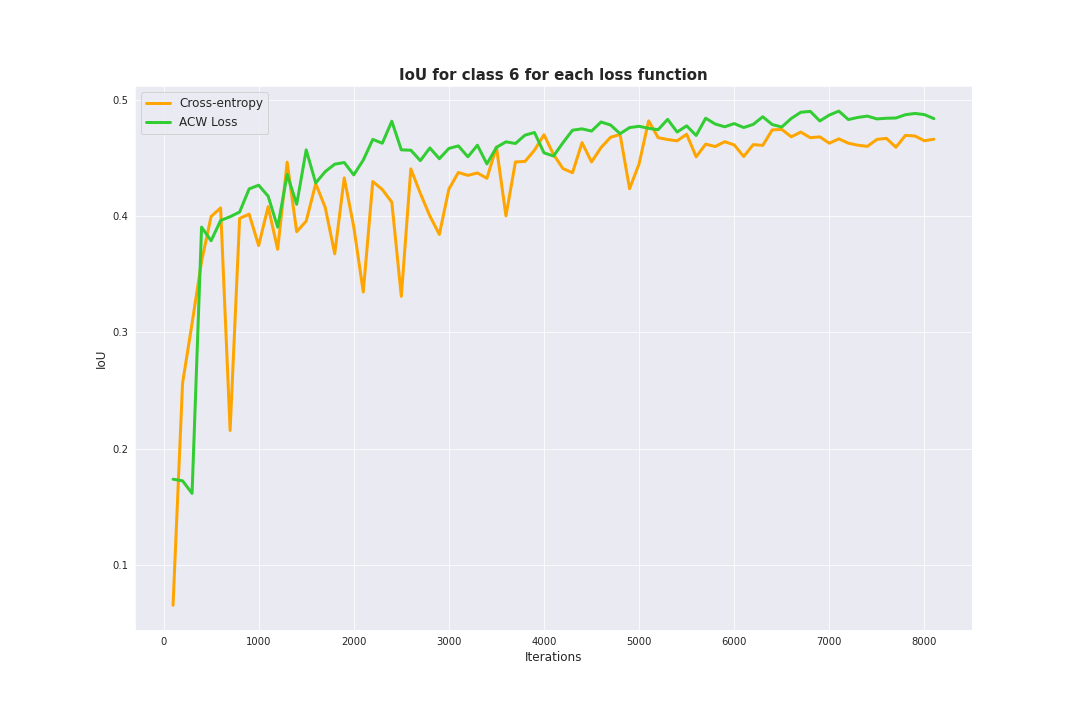 IoU for class 6 for each loss function
Cross-entropy
ACW Loss
0.5
0.4
0.3
0.2
0.1
IoU
0 1000 2000 3000 4000 5000 6000 7000 8000
Iterations